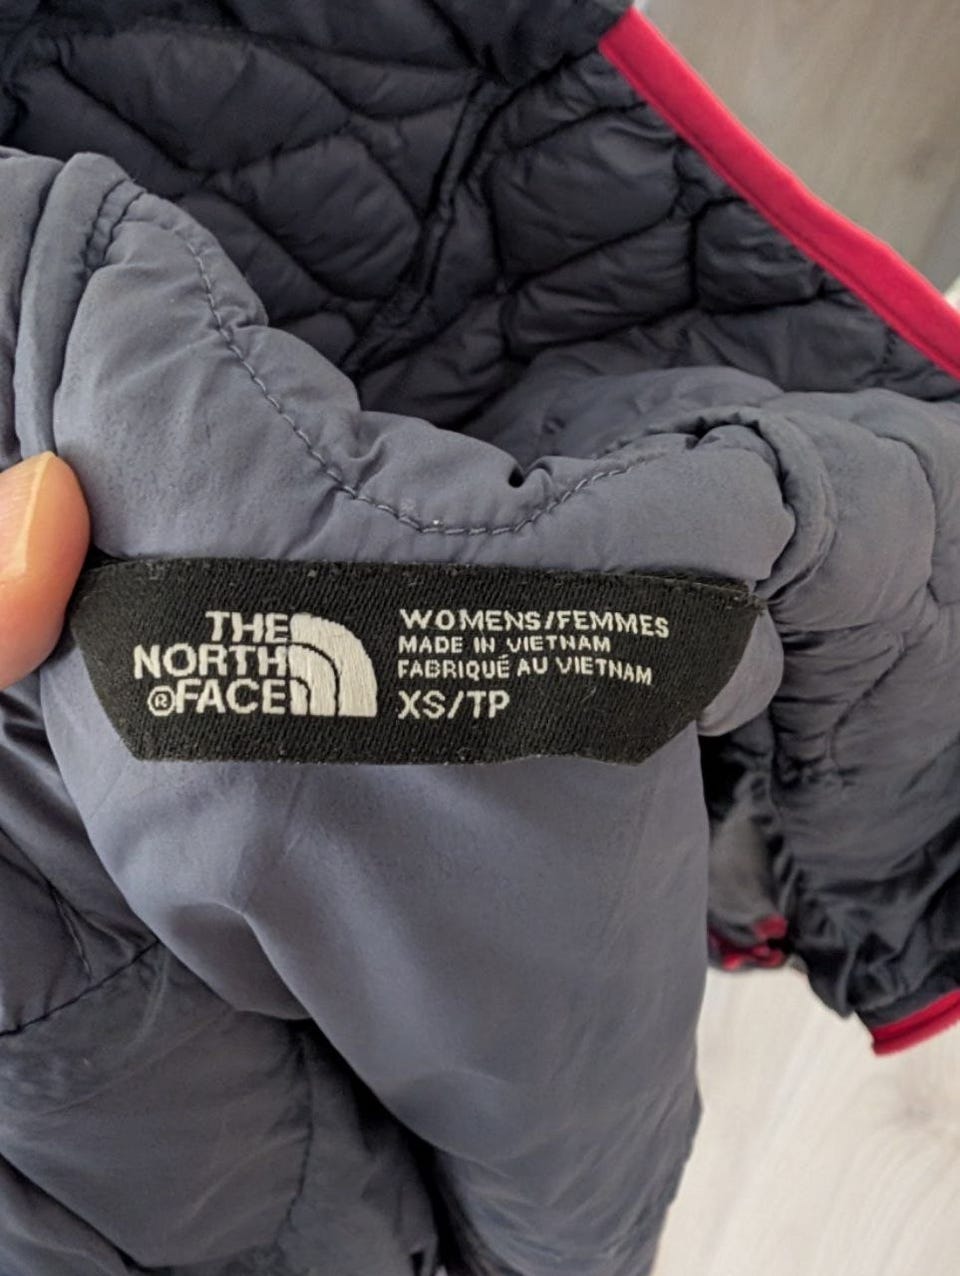 THE
NORTH
®FACE
WOMENS/FEMMES
MADE IN VIETNAM
FABRIQUÉ AU VIETNAM
XS/TP